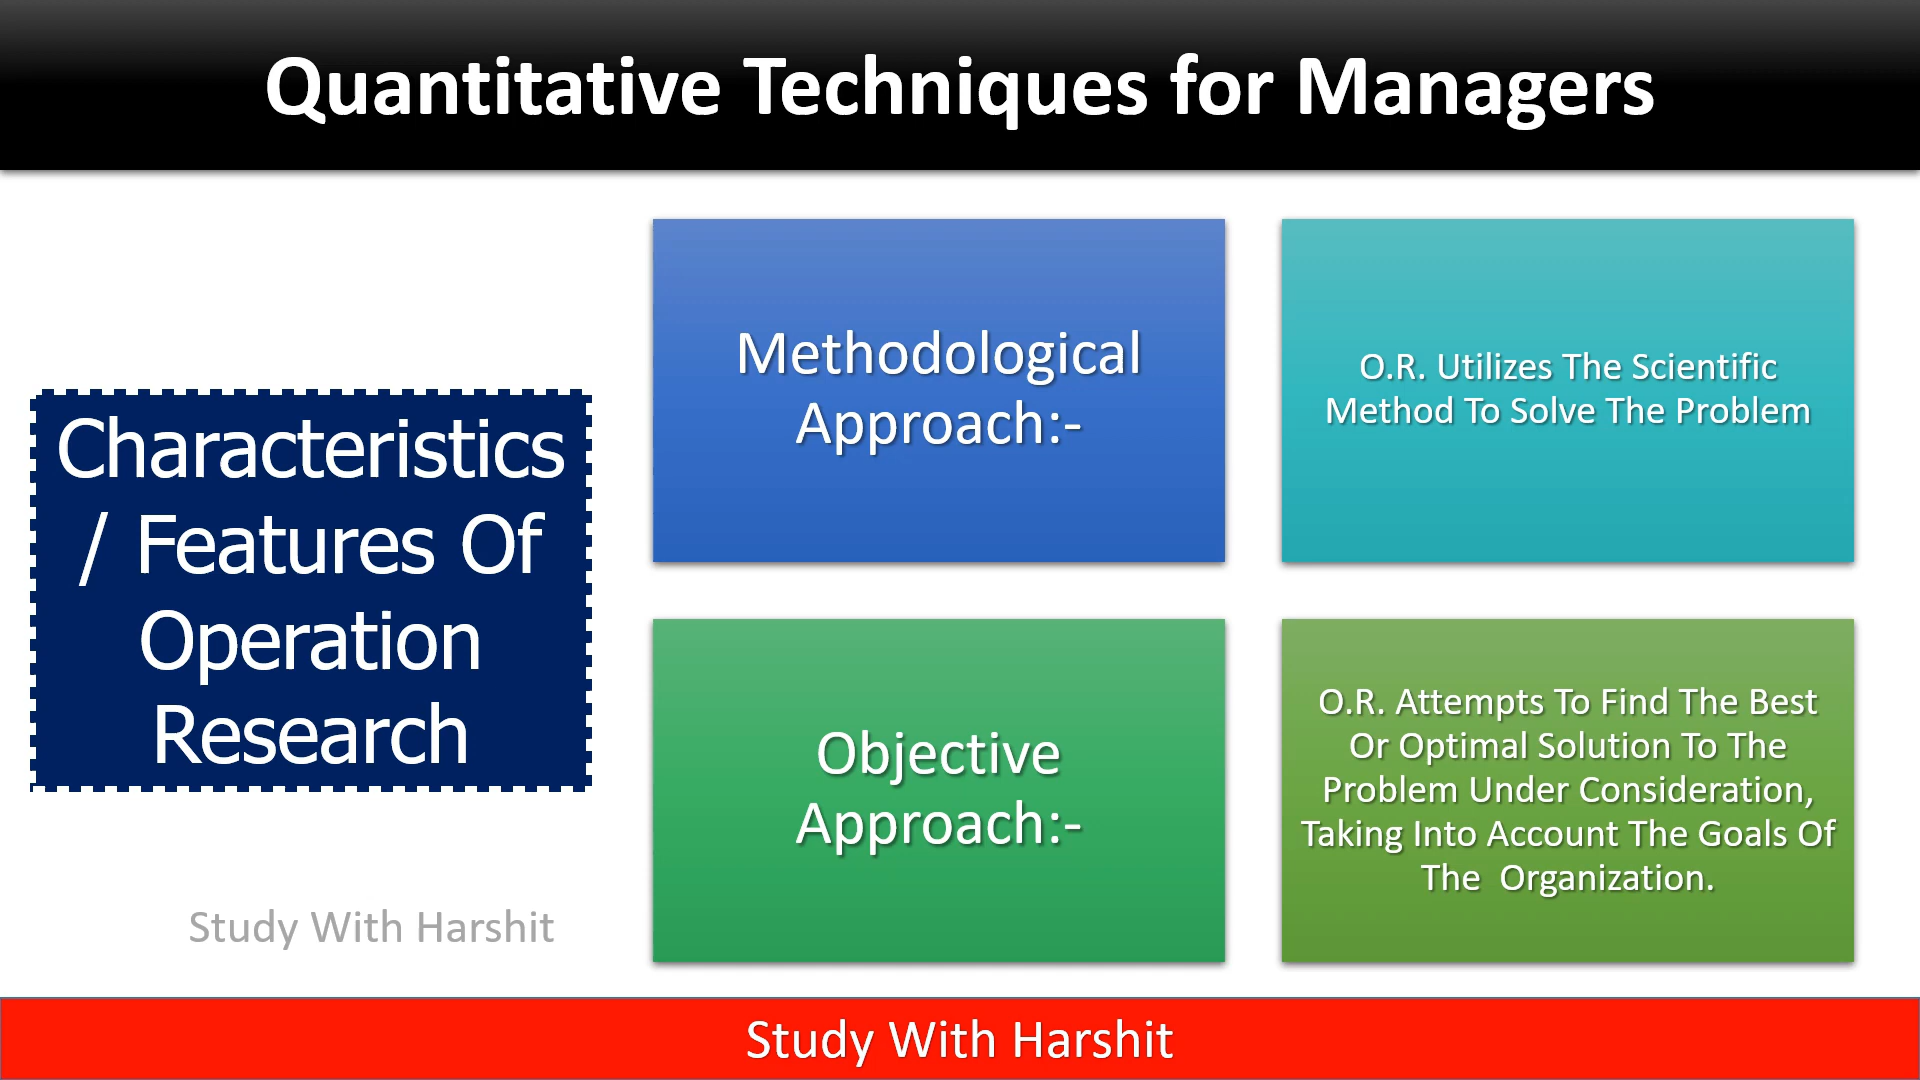 Quantitative Techniques for Managers
Characteristics
/ Features Of
Operation
Research
Methodological
Approach:-
O.R. Utilizes The Scientific
Method To Solve The Problem
Objective
Approach:-
O.R. Attempts To Find The Best
Or Optimal Solution To The
Problem Under Consideration,
Taking Into Account The Goals Of
The  Organization.
Study With Harshit
Study With Harshit